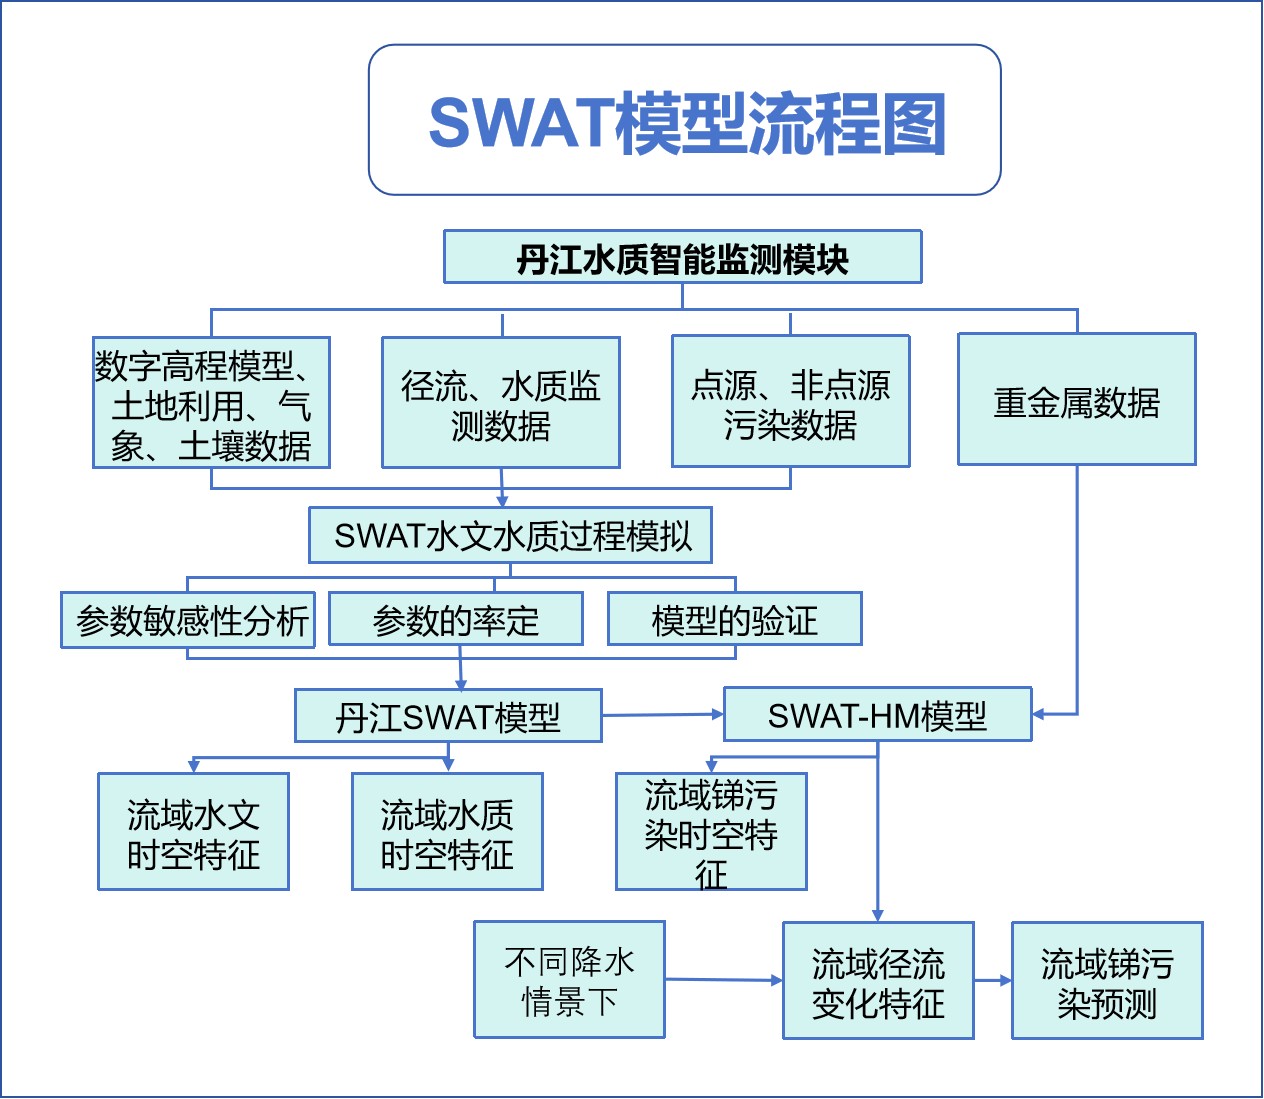 SWAT模型流程图
丹江水质智能监测模块
数字高程模型、
土地利用、气
象、土壤数据
径流、水质监
测数据
点源、非点源
污染数据
重金属数据
SWAT水文水质过程模拟
参数敏感性分析
参数的率定
模型的验证
丹江SWAT模型
SWAT-HM模型
流域水文
时空特征
流域水质
时空特征
流域锑污
染时空特
征
不同降水
情景下
流域径流
变化特征
流域锑污
染预测